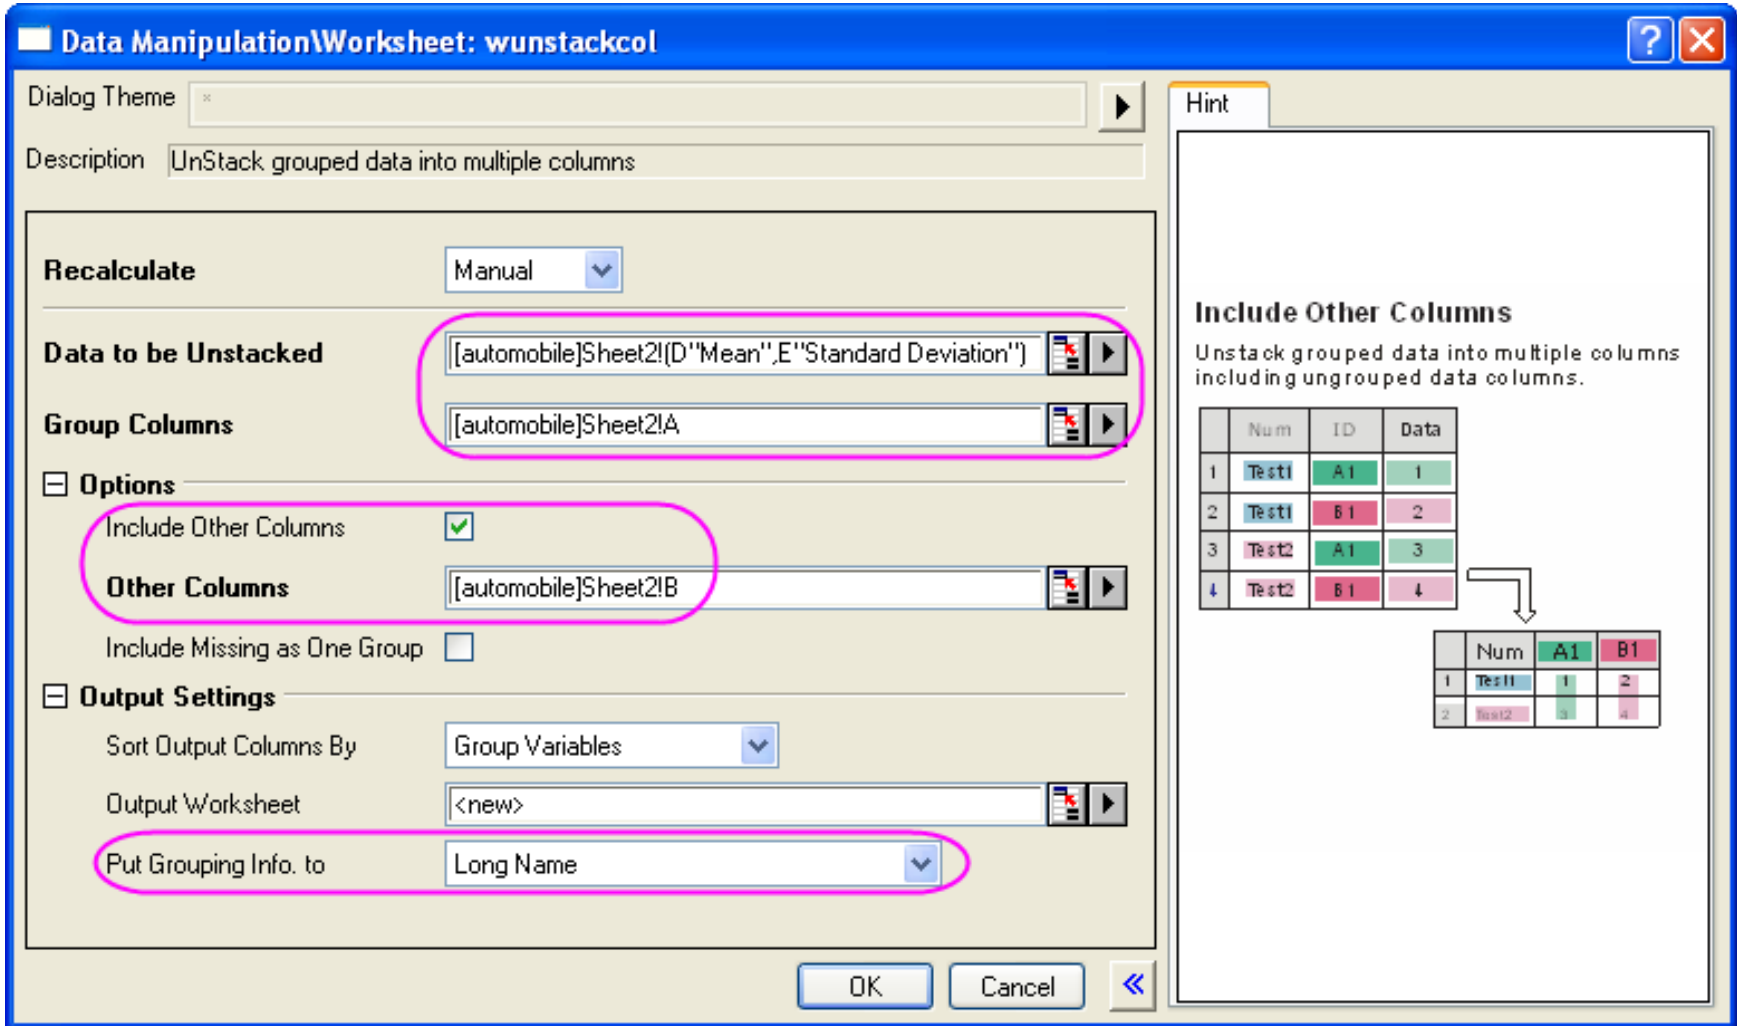 Data Manipulation\Worksheet: wunstackcol
?
Dialog Theme *
Description UnStack grouped data into multiple columns
Recalculate Manual
Data to be Unstacked [automobile]Sheet2!(D"Mean",E"Standard Deviation")
Group Columns [automobile]Sheet2!A
Options
Include Other Columns
Other Columns [automobile]Sheet2!B
Include Missing as One Group
Output Settings
Sort Output Columns By Group Variables
Output Worksheet <new>
Put Grouping Info. to Long Name
OK Cancel
Hint
Include Other Columns
Unstack grouped data into multiple columns
including ungrouped data columns.
Num ID Data
1 Test1 A1 1
2 Test1 B1 2
3 Test2 A1 3
4 Test2 B1 4
Num A1 B1
1 Test1 1 2
2 Test2 3 4